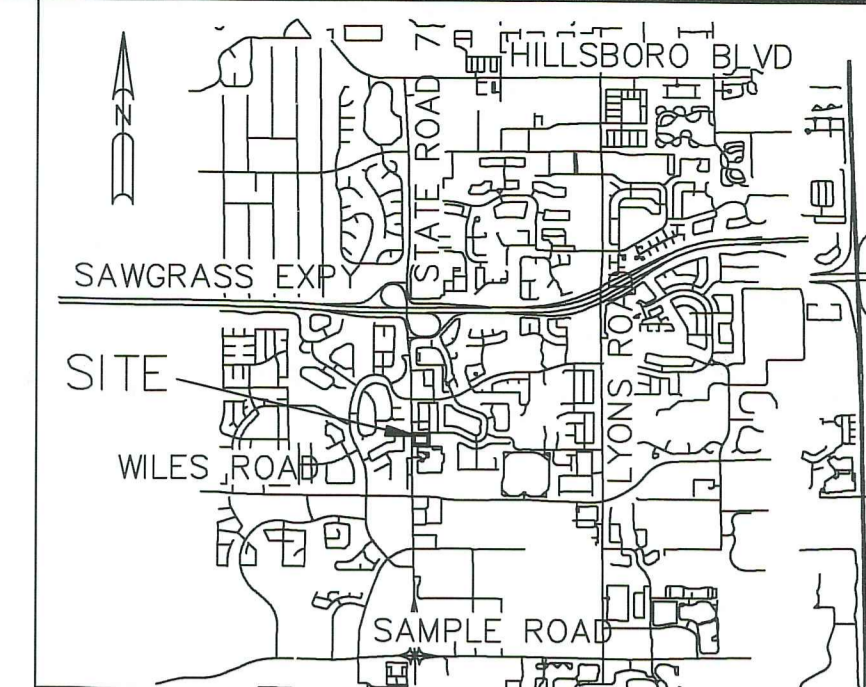 HILLSBORO BLVD
STATE ROAD 7
N
SAWGRASS EXPY
SITE
LYONS ROAD
WILES ROAD
SAMPLE ROAD